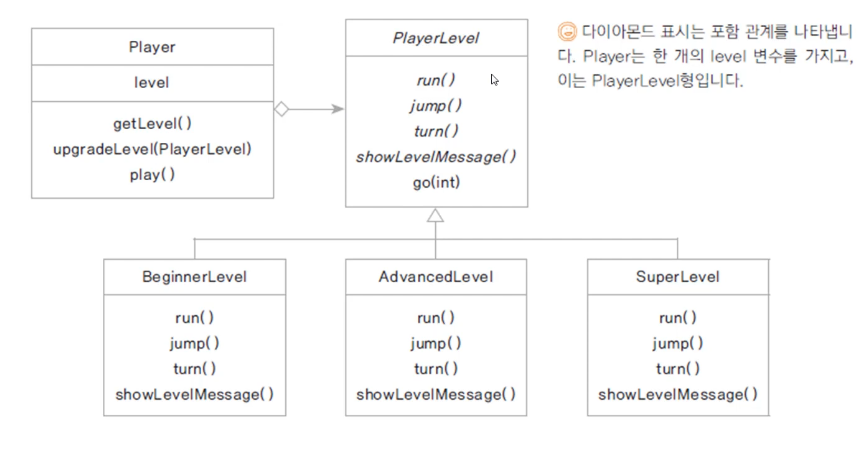 Player
level
getLevel( )
upgradeLevel(PlayerLevel)
play( )
PlayerLevel
run( )
jump( )
turn( )
showLevelMessage( )
go(int)
다이아몬드 표시는 포함 관계를 나타냅니
다. Player는 한 개의 level 변수를 가지고,
이는 PlayerLevel형입니다.
BeginnerLevel
run( )
jump( )
turn( )
showLevelMessage( )
AdvancedLevel
run( )
jump( )
turn( )
showLevelMessage( )
SuperLevel
run( )
jump( )
turn( )
showLevelMessage( )